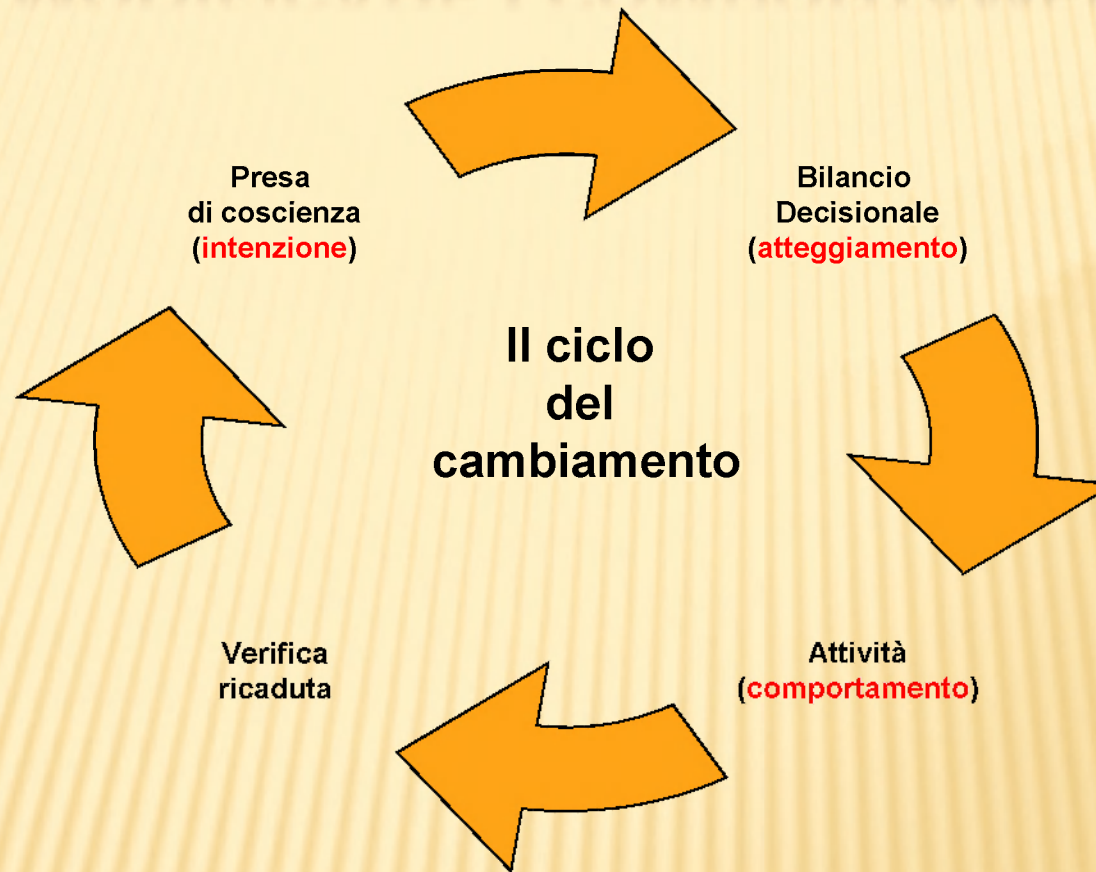 Presa
di coscienza
(intenzione)
Bilancio
Decisionale
(atteggiamento)
Il ciclo
del
cambiamento
Verifica
ricaduta
Attività
(comportamento)